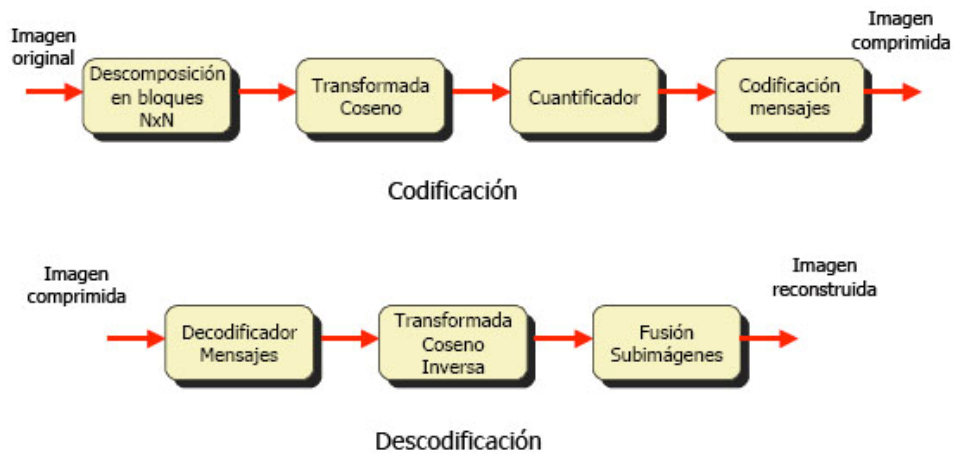 Imagen
original
Descomposición
en bloques
NxN
Transformada
Coseno
Cuantificador
Codificación
mensajes
Imagen
comprimida
Codificación
Imagen
comprimida
Decodificador
Mensajes
Transformada
Coseno
Inversa
Fusión
Subimágenes
Imagen
reconstruida
Descodificación